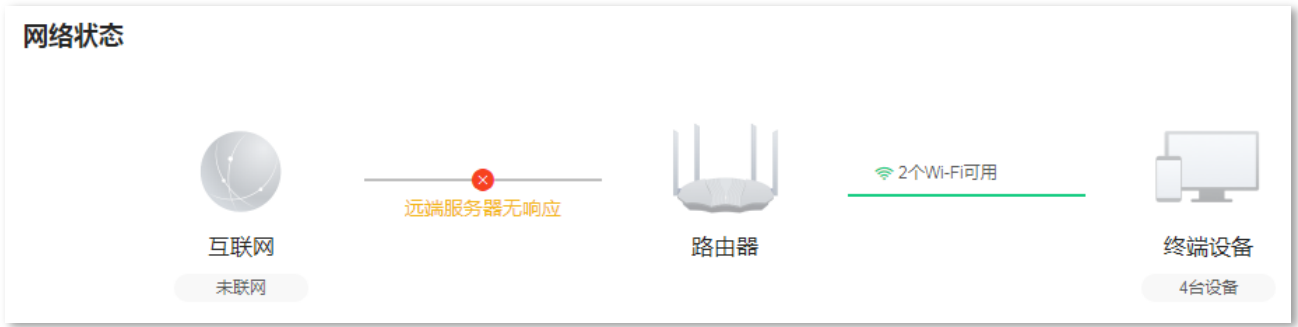 网络状态
2个Wi-Fi可用
远端服务器无响应
互联网
路由器
终端设备
未联网
4台设备